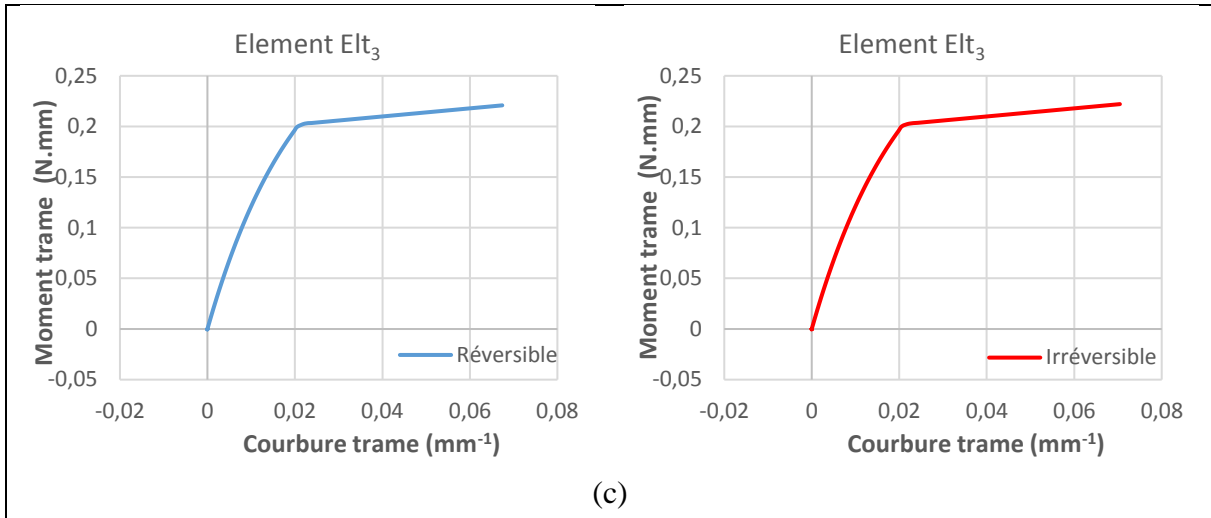 Element Elt₃
Moment trame (N.mm)
0,25
0,2
0,15
0,1
0,05
0
-0,05
-0,02 0 0,02 0,04 0,06 0,08
Courbure trame (mm⁻¹)
Réversible
Element Elt₃
Moment trame (N.mm)
0,25
0,2
0,15
0,1
0,05
0
-0,05
-0,02 0 0,02 0,04 0,06 0,08
Courbure trame (mm⁻¹)
Irréversible
(c)